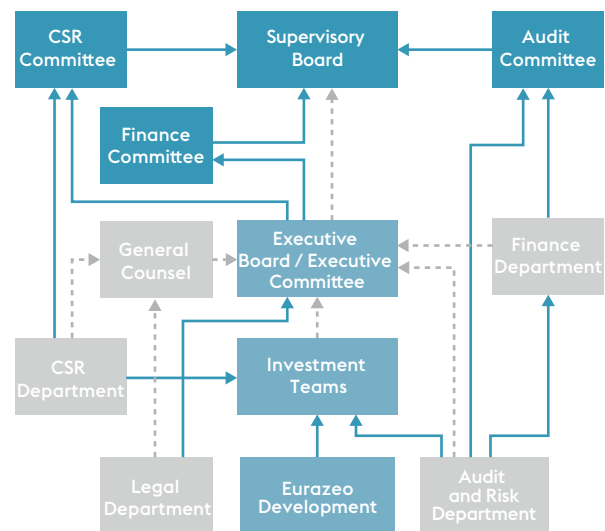 CSR
Committee
Supervisory
Board
Audit
Committee
Finance
Committee
General
Counsel
Executive
Board / Executive
Committee
Finance
Department
CSR
Department
Investment
Teams
Legal
Department
Eurazeo
Development
Audit
and Risk
Department